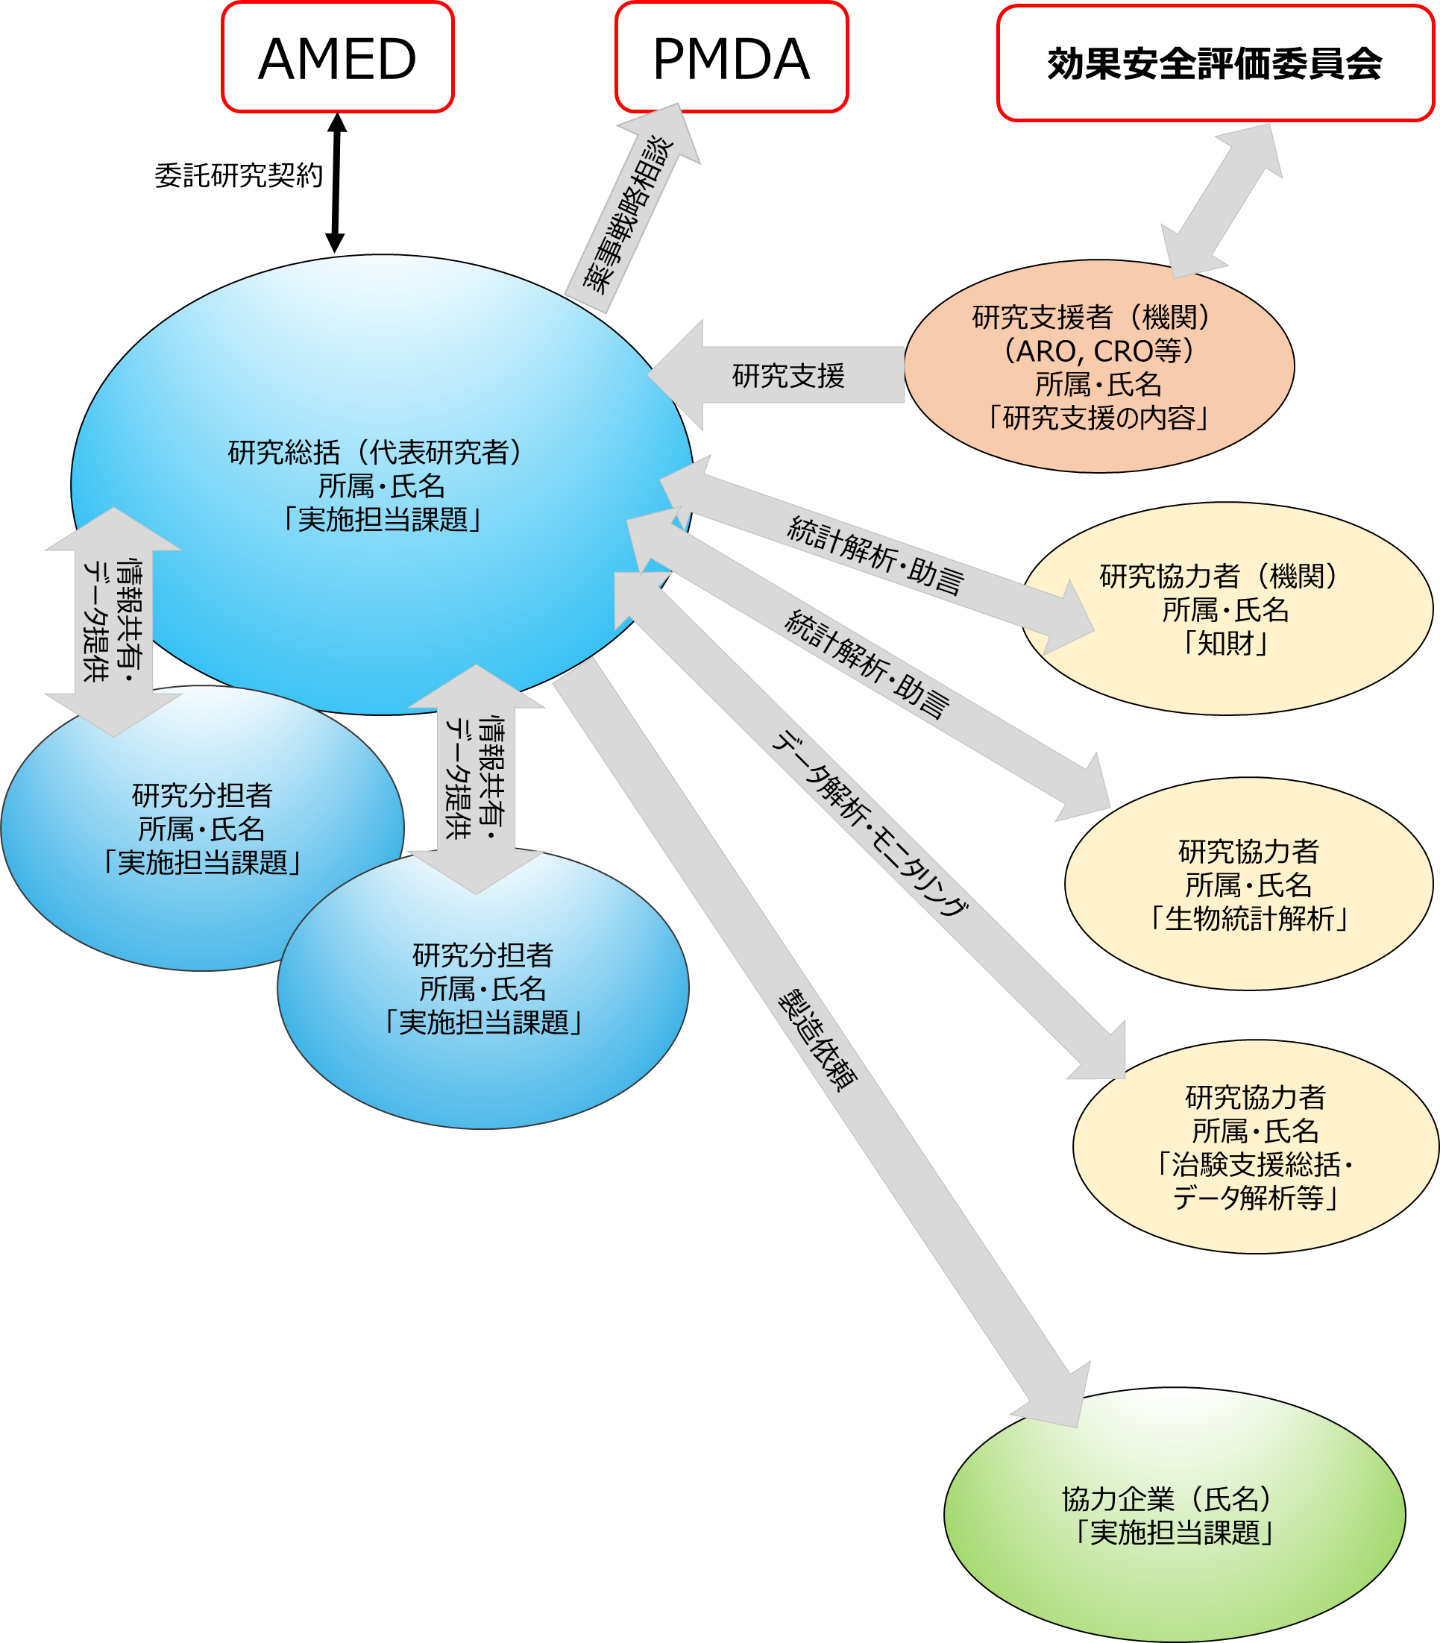 AMED
PMDA
効果安全評価委員会
委託研究契約
薬事戦略相談
研究支援者（機関）
（ARO, CRO等）
所属・氏名
「研究支援の内容」
研究支援
研究総括（代表研究者）
所属・氏名
「実施担当課題」
統計解析・助言
研究協力者（機関）
所属・氏名
「知財」
情報共有・
データ提供
統計解析・助言
情報共有・
データ提供
データ解析・モニタリング
研究分担者
所属・氏名
「実施担当課題」
研究協力者
所属・氏名
「生物統計解析」
研究分担者
所属・氏名
「実施担当課題」
製造依頼
研究協力者
所属・氏名
「治験支援総括・
データ解析等」
協力企業（氏名）
「実施担当課題」